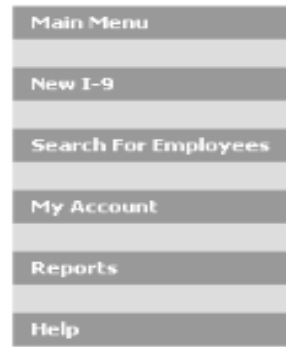 Main Menu
New I-9
Search For Employees
My Account
Reports
Help